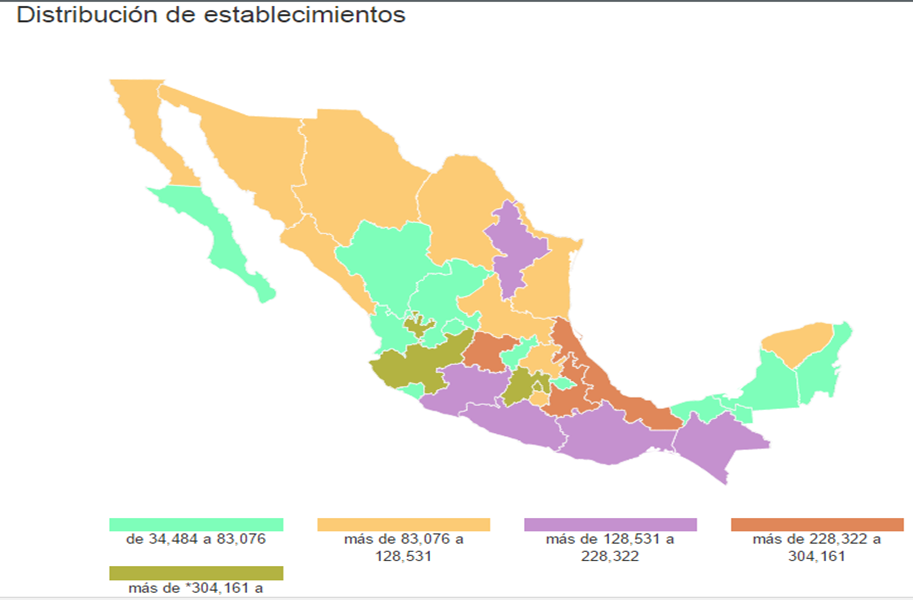 Distribución de establecimientos
de 34,484 a 83,076
más de 83,076 a
128,531
más de 128,531 a
228,322
más de 228,322 a
304,161
más de *304,161 a